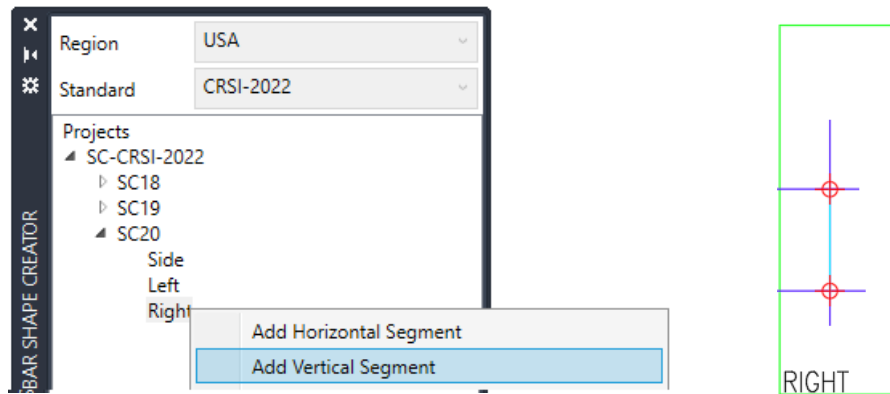 Region
USA
Standard
CRSI-2022
Projects
SC-CRSI-2022
SC18
SC19
SC20
Side
Left
Right
Add Horizontal Segment
Add Vertical Segment
SBAR SHAPE CREATOR
RIGHT